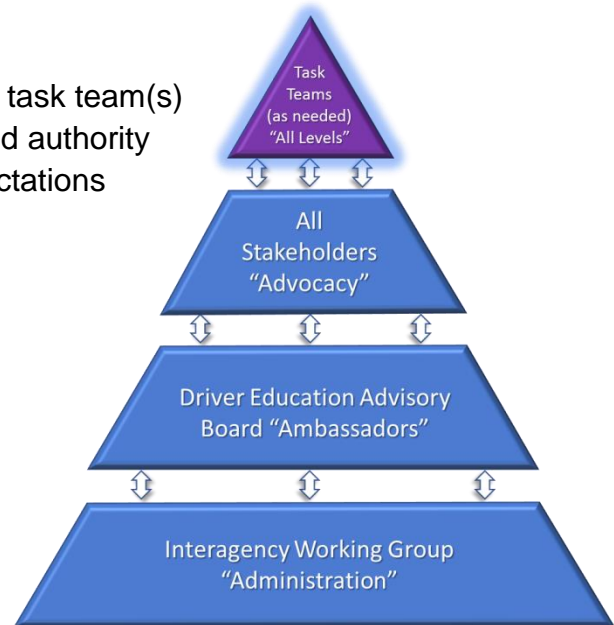 task team(s)
d authority
ctations
Task
Teams
(as needed)
“All Levels”
All
Stakeholders
“Advocacy”
Driver Education Advisory
Board “Ambassadors”
Interagency Working Group
“Administration”